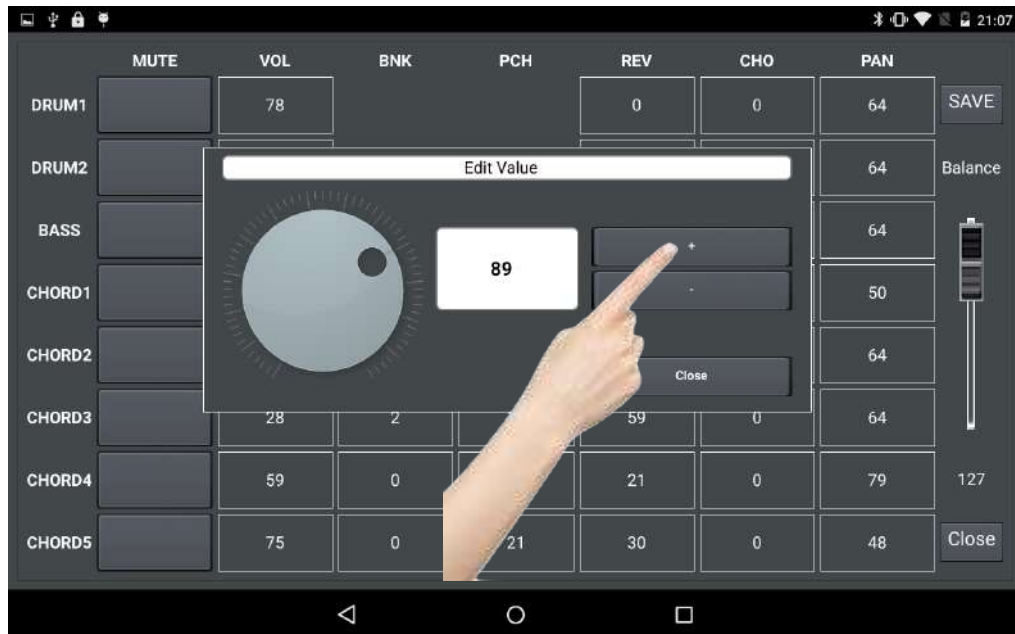 21:07
MUTE VOL BNK PCH REV CHO PAN
DRUM1 78 0 0 64 SAVE
Edit Value
DRUM2 64 Balance
BASS 64
+
89
CHORD1 - 50
CHORD2 64
Close
CHORD3 28 2 59 0 64
CHORD4 59 0 21 0 79 127
CHORD5 75 0 21 30 0 48 Close